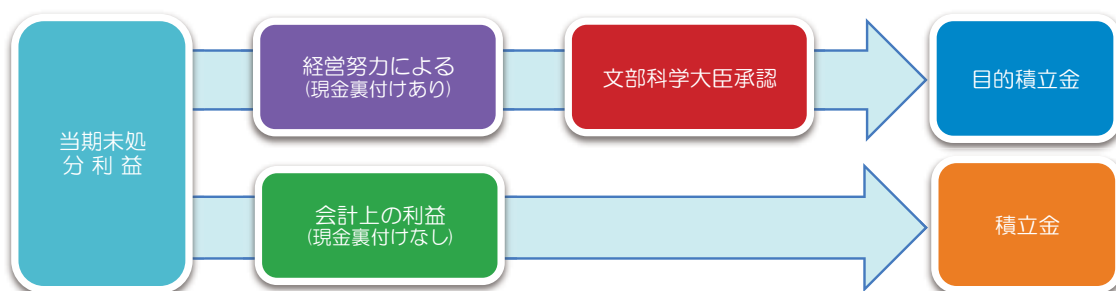 当期未処
分 利 益
経営努力による
(現金裏付けあり)
文部科学大臣承認
目的積立金
会計上の利益
(現金裏付けなし)
積立金